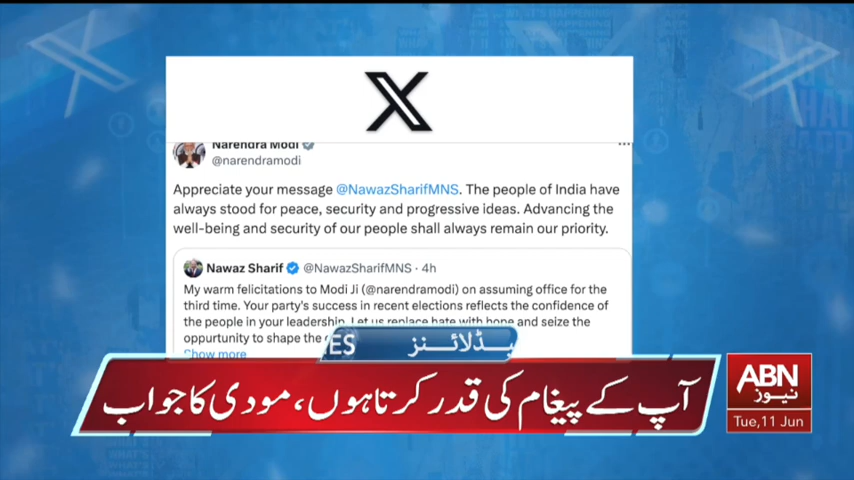 Narendra Modi
@narendramodi
Appreciate your message @NawazSharifMNS. The people of India have
always stood for peace, security and progressive ideas. Advancing the
well-being and security of our people shall always remain our priority.
Nawaz Sharif @NawazSharifMNS · 4h
My warm felicitations to Modi Ji (@narendramodi) on assuming office for the
third time. Your party's success in recent elections reflects the confidence of
the people in your leadership. Let us replace hate with hope and seize the
opportunity to shape the
Show more
آپ کے پیغام کی قدر کرتا ہوں، مودی کا جواب
ABN
نیوز
Tue,11 Jun